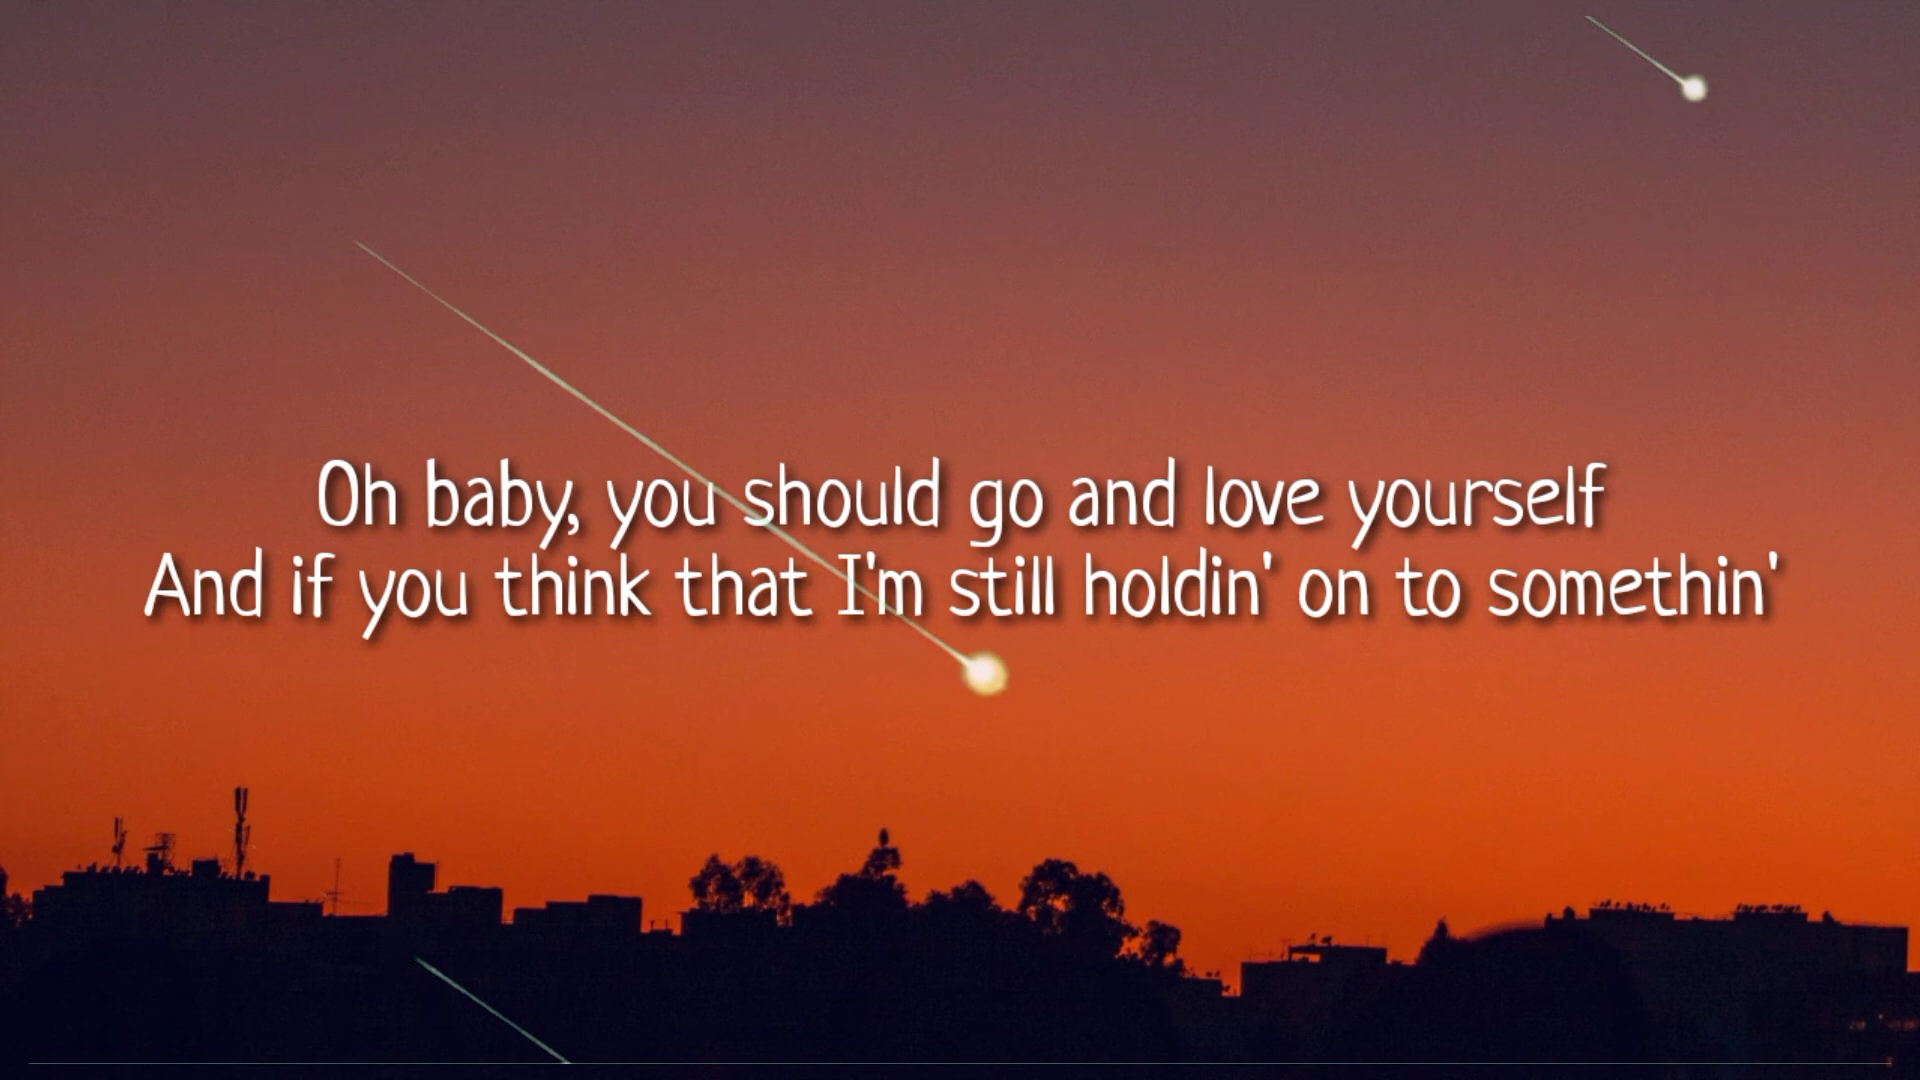 Oh baby, you should go and love yourself
And if you think that I'm still holdin' on to somethin'